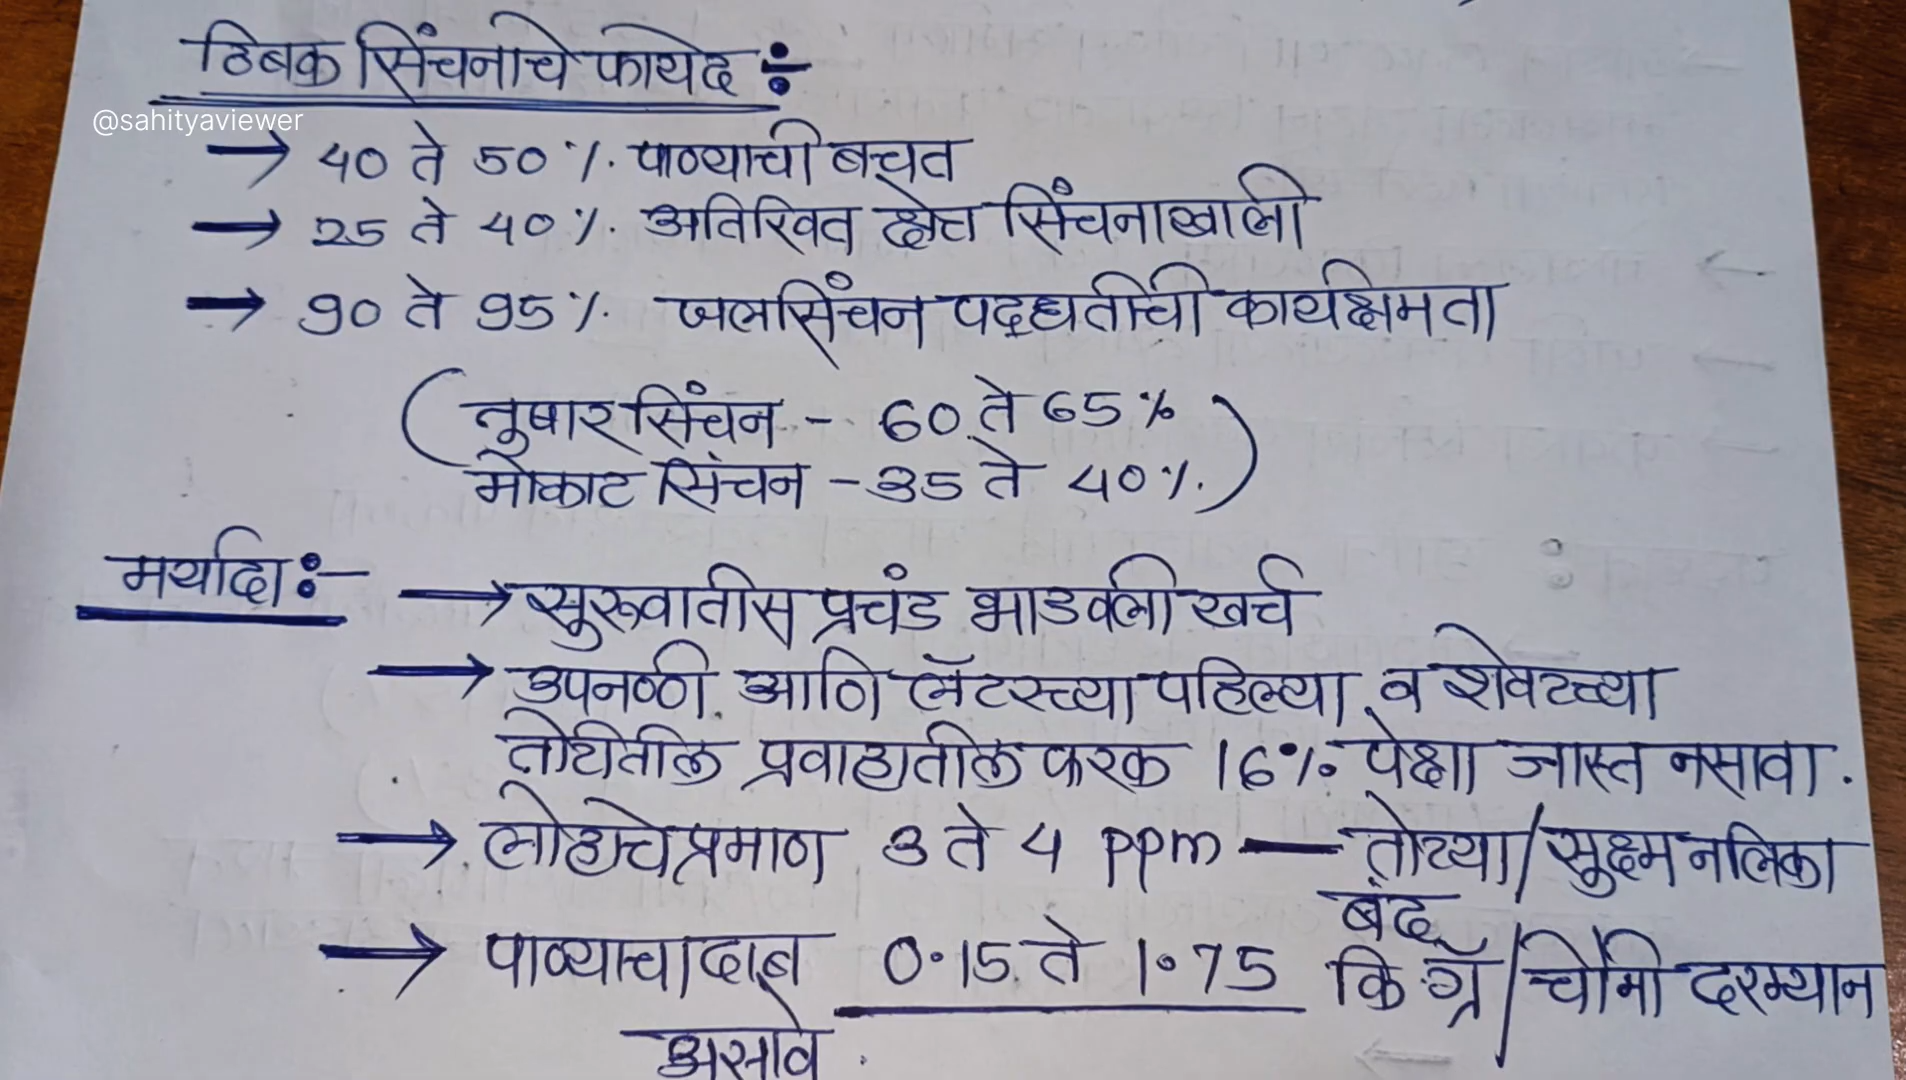 ठिबक सिंचनाचे फायदे :-
@sahityaviewer
→ 40 ते 50 %. पाण्याची बचत
→ 25 ते 40 %. अतिरिक्त क्षेत्र सिंचनाखाली
→ 90 ते 95 %. जलसिंचन पद्धतीची कार्यक्षमता
(तुषार सिंचन - 60 ते 65 %
मोकाट सिंचन - 35 ते 40 %.)
मर्यादा :- → सुरुवातीस प्रचंड भांडवली खर्च
→ उपनळी आणि लॅटरच्या पहिल्या व शेवटच्या
तोटीतील प्रवाहातील फरक 16%. पेक्षा जास्त नसावा.
→ लोहाचे प्रमाण 3 ते 4 ppm — तोट्या/सुक्ष्म नलिका
बंद
→ पाण्याचा दाब 0.15 ते 1.75 कि.ग्रॅ/चौमी दरम्यान
असावे.